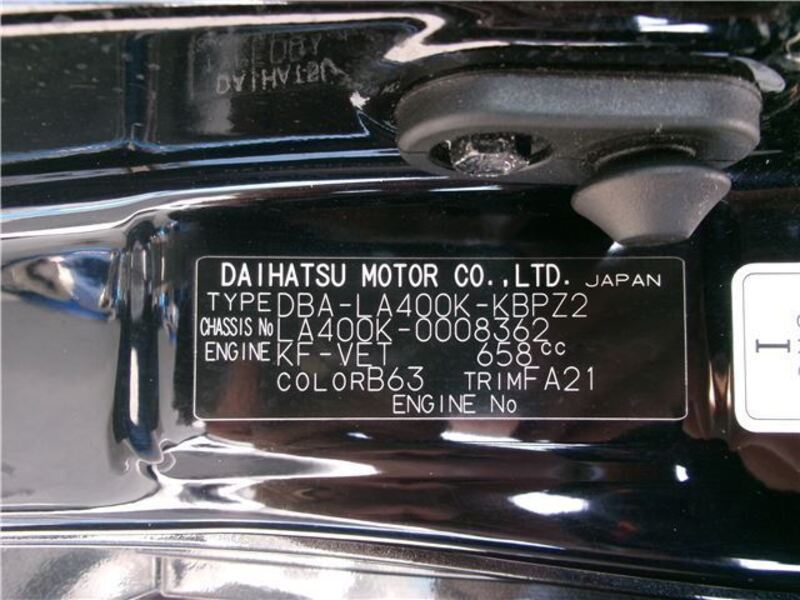 DAIHATSU MOTOR CO.,LTD. JAPAN
TYPE DBA-LA400K-KBPZ2
CHASSIS No LA400K-0008362
ENGINE KF-VET 658cc
COLOR B63 TRIM FA21
ENGINE No